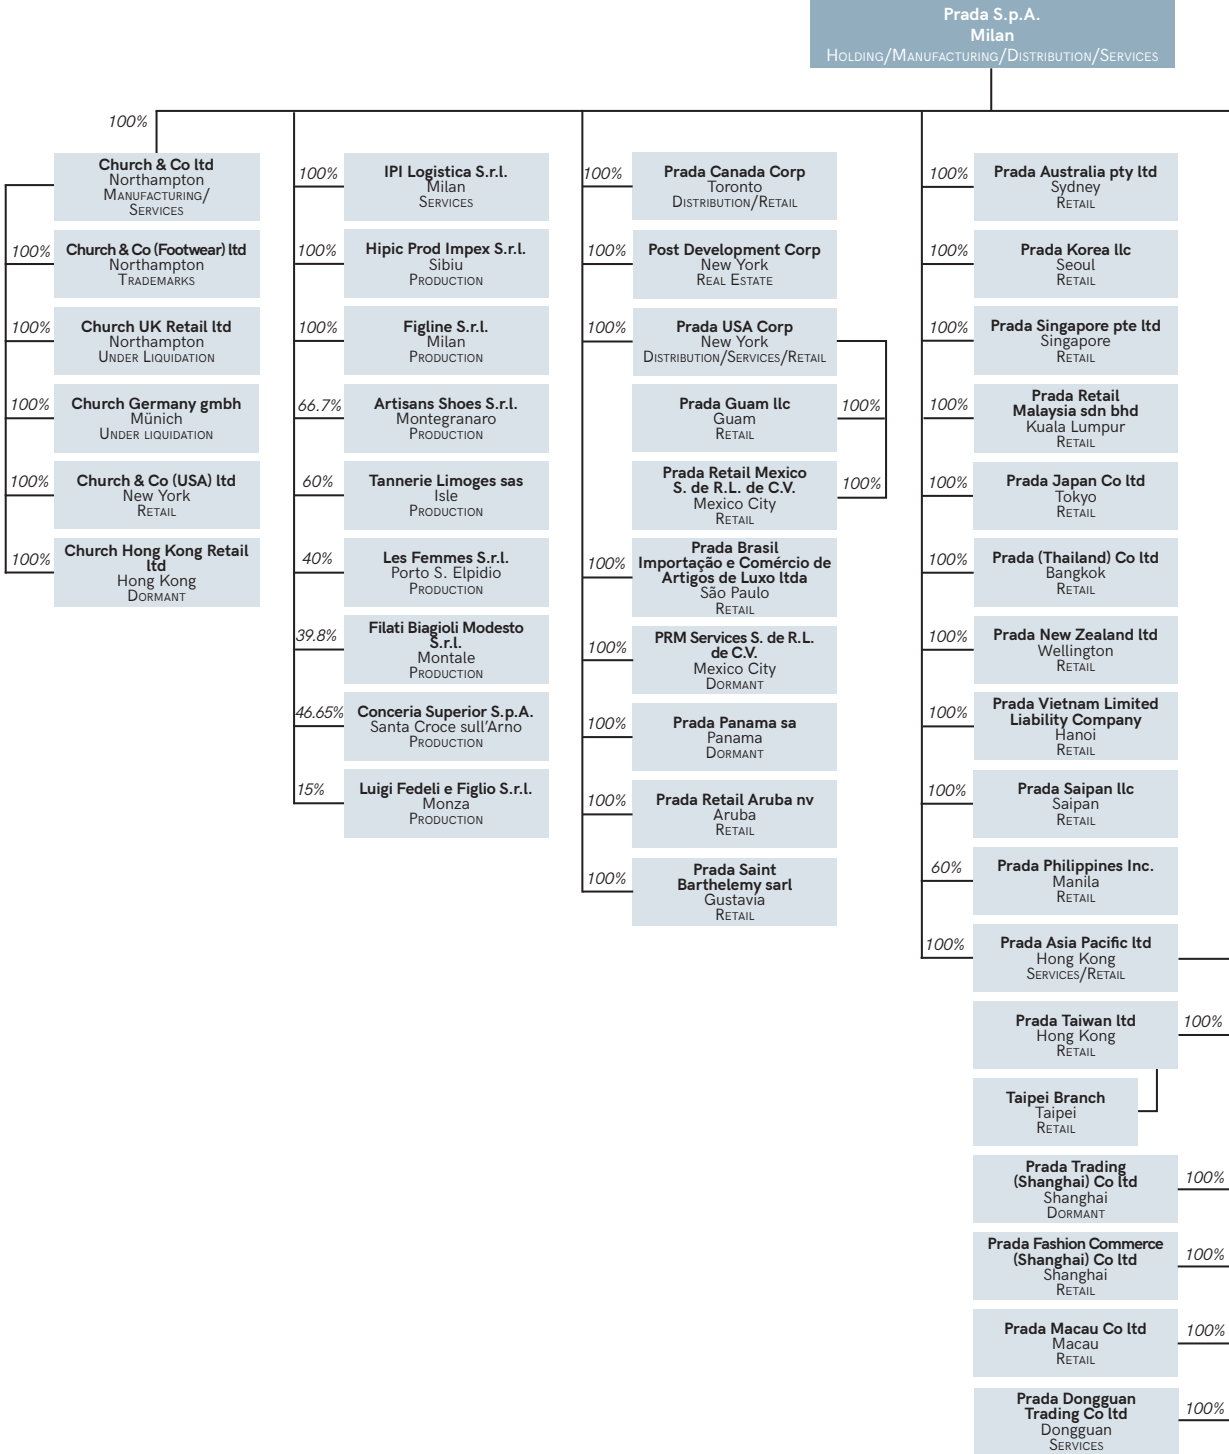 Prada S.p.A.
Milan
Holding/Manufacturing/Distribution/Services
100%
Church & Co ltd
Northampton
Manufacturing/
Services
100%
Church & Co (Footwear) ltd
Northampton
Trademarks
100%
Church UK Retail ltd
Northampton
Under Liquidation
100%
Church Germany gmbh
Münich
Under liquidation
100%
Church & Co (USA) ltd
New York
Retail
100%
Church Hong Kong Retail
ltd
Hong Kong
Dormant
100%
IPI Logistica S.r.l.
Milan
Services
100%
Hipic Prod Impex S.r.l.
Sibiu
Production
100%
Figline S.r.l.
Milan
Production
66.7%
Artisans Shoes S.r.l.
Montegranaro
Production
60%
Tannerie Limoges sas
Isle
Production
40%
Les Femmes S.r.l.
Porto S. Elpidio
Production
39.8%
Filati Biagioli Modesto
S.r.l.
Montale
Production
46.65%
Conceria Superior S.p.A.
Santa Croce sull'Arno
Production
15%
Luigi Fedeli e Figlio S.r.l.
Monza
Production
100%
Prada Canada Corp
Toronto
Distribution/Retail
100%
Post Development Corp
New York
Real Estate
100%
Prada USA Corp
New York
Distribution/Services/Retail
Prada Guam llc
Guam
Retail
100%
Prada Retail Mexico
S. de R.L. de C.V.
Mexico City
Retail
100%
100%
Prada Brasil
Importação e Comércio de
Artigos de Luxo ltda
São Paulo
Retail
100%
PRM Services S. de R.L.
de C.V.
Mexico City
Dormant
100%
Prada Panama sa
Panama
Dormant
100%
Prada Retail Aruba nv
Aruba
Retail
100%
Prada Saint
Barthelemy sarl
Gustavia
Retail
100%
Prada Australia pty ltd
Sydney
Retail
100%
Prada Korea llc
Seoul
Retail
100%
Prada Singapore pte ltd
Singapore
Retail
100%
Prada Retail
Malaysia sdn bhd
Kuala Lumpur
Retail
100%
Prada Japan Co ltd
Tokyo
Retail
100%
Prada (Thailand) Co ltd
Bangkok
Retail
100%
Prada New Zealand ltd
Wellington
Retail
100%
Prada Vietnam Limited
Liability Company
Hanoi
Retail
100%
Prada Saipan llc
Saipan
Retail
60%
Prada Philippines Inc.
Manila
Retail
100%
Prada Asia Pacific ltd
Hong Kong
Services/Retail
Prada Taiwan ltd
Hong Kong
Retail
100%
Taipei Branch
Taipei
Retail
Prada Trading
(Shanghai) Co ltd
Shanghai
Dormant
100%
Prada Fashion Commerce
(Shanghai) Co ltd
Shanghai
Retail
100%
Prada Macau Co ltd
Macau
Retail
100%
Prada Dongguan
Trading Co ltd
Dongguan
Services
100%